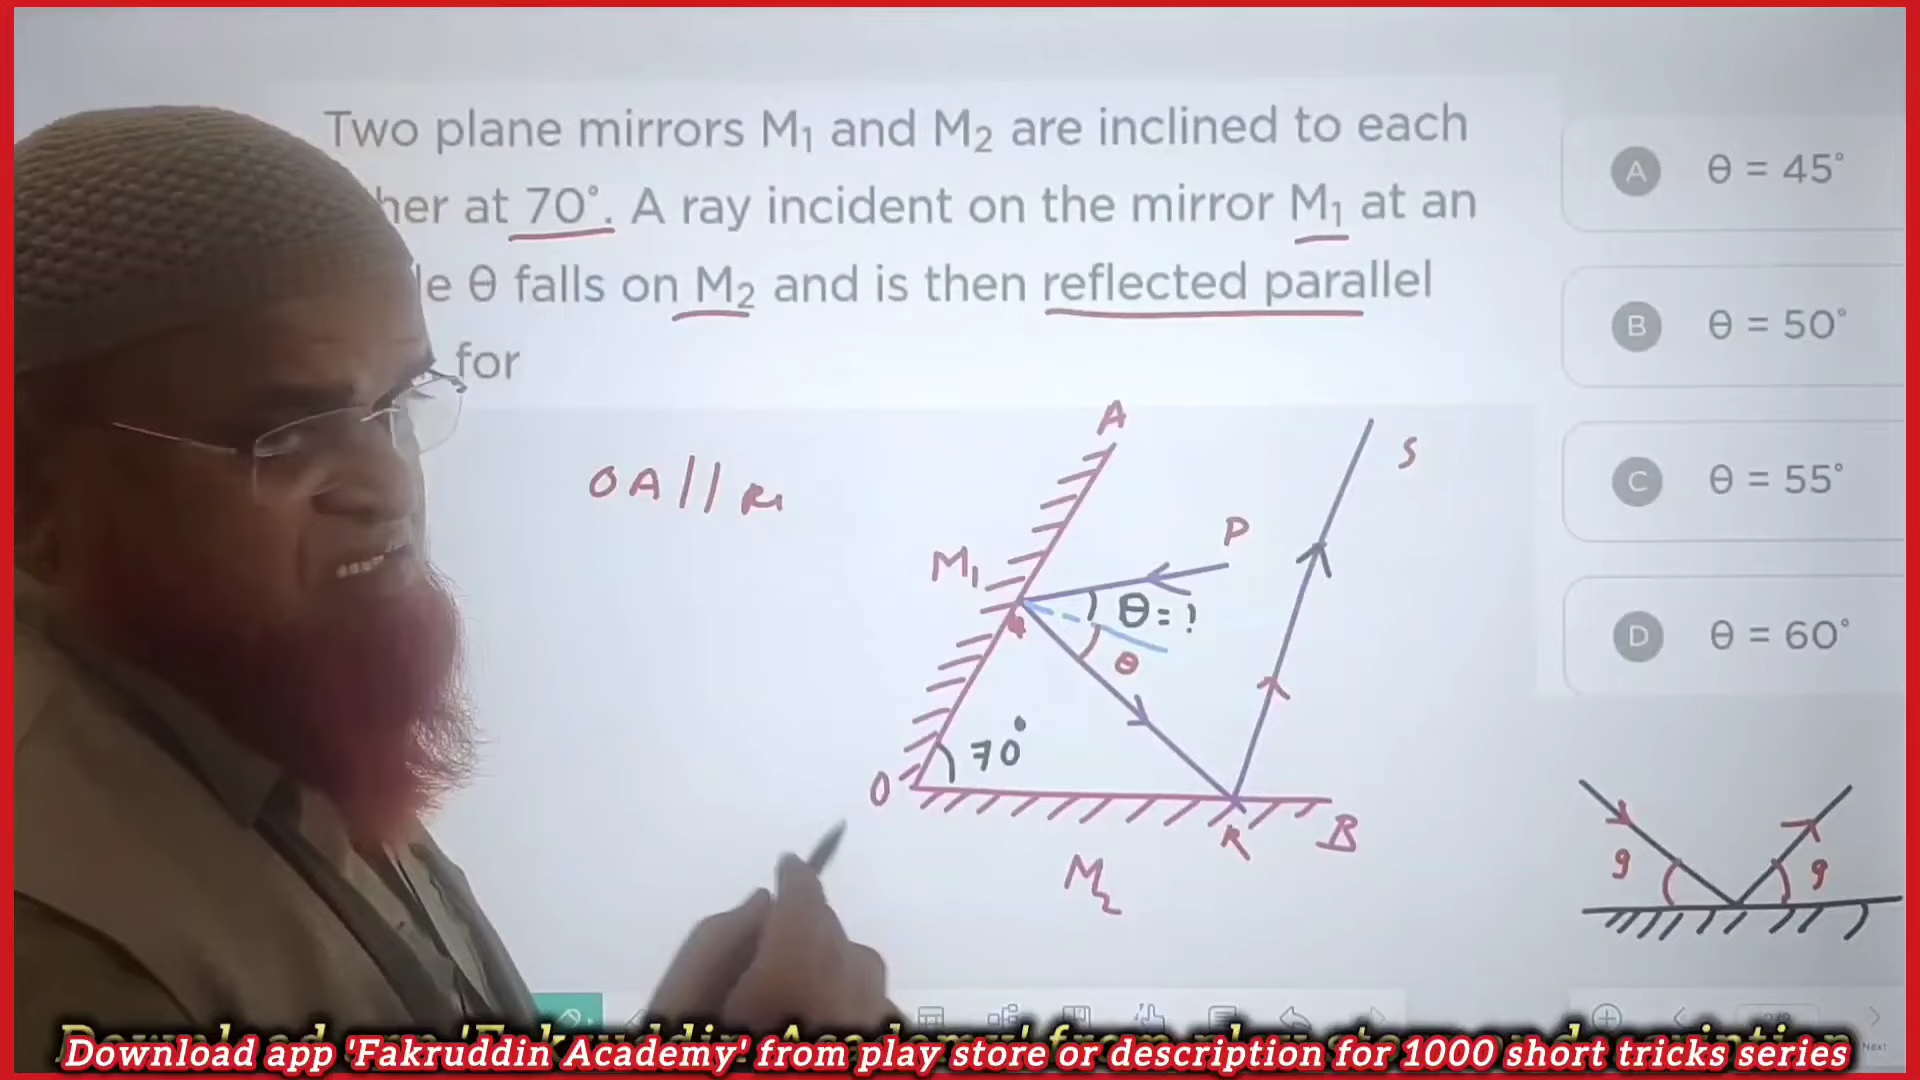 Two plane mirrors M₁ and M₂ are inclined to each
her at 70°. A ray incident on the mirror M₁ at an
le θ falls on M₂ and is then reflected parallel
for
A θ = 45°
B θ = 50°
C θ = 55°
D θ = 60°
OA//
A
S
P
M₁
θ=?
θ
70°
O
R
B
M₂
g g
Download app 'Fakruddin Academy' from play store or description for 1000 short tricks series
Next